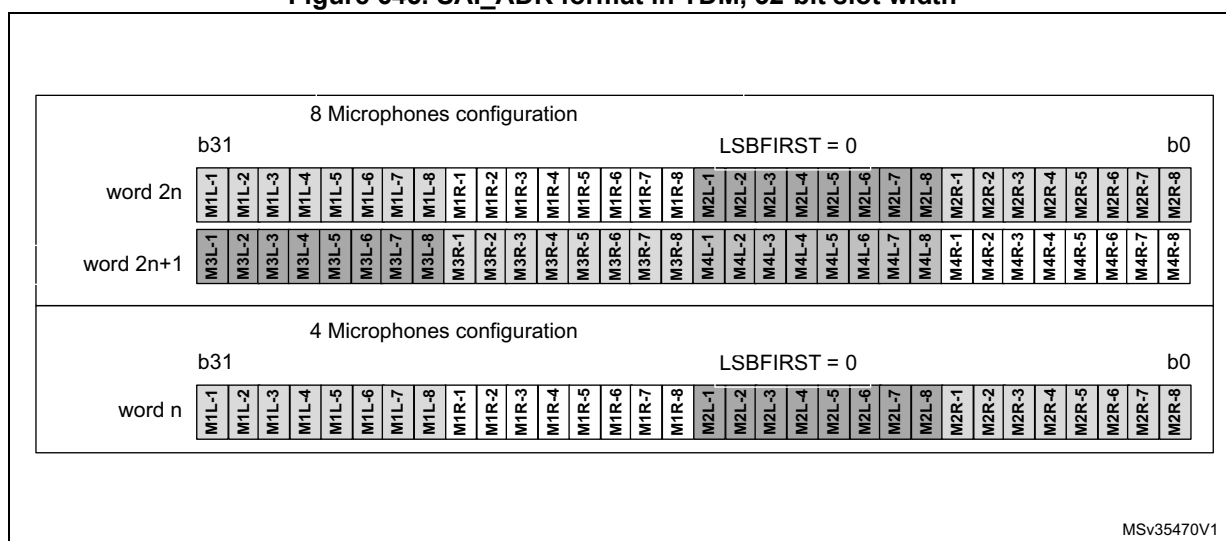 8 Microphones configuration
b31 LSBFIRST = 0 b0
word 2n M1L-1 M1L-2 M1L-3 M1L-4 M1L-5 M1L-6 M1L-7 M1L-8 M1R-1 M1R-2 M1R-3 M1R-4 M1R-5 M1R-6 M1R-7 M1R-8 M2L-1 M2L-2 M2L-3 M2L-4 M2L-5 M2L-6 M2L-7 M2L-8 M2R-1 M2R-2 M2R-3 M2R-4 M2R-5 M2R-6 M2R-7 M2R-8
word 2n+1 M3L-1 M3L-2 M3L-3 M3L-4 M3L-5 M3L-6 M3L-7 M3L-8 M3R-1 M3R-2 M3R-3 M3R-4 M3R-5 M3R-6 M3R-7 M3R-8 M4L-1 M4L-2 M4L-3 M4L-4 M4L-5 M4L-6 M4L-7 M4L-8 M4R-1 M4R-2 M4R-3 M4R-4 M4R-5 M4R-6 M4R-7 M4R-8
4 Microphones configuration
b31 LSBFIRST = 0 b0
word n M1L-1 M1L-2 M1L-3 M1L-4 M1L-5 M1L-6 M1L-7 M1L-8 M1R-1 M1R-2 M1R-3 M1R-4 M1R-5 M1R-6 M1R-7 M1R-8 M2L-1 M2L-2 M2L-3 M2L-4 M2L-5 M2L-6 M2L-7 M2L-8 M2R-1 M2R-2 M2R-3 M2R-4 M2R-5 M2R-6 M2R-7 M2R-8
MSv35470V1